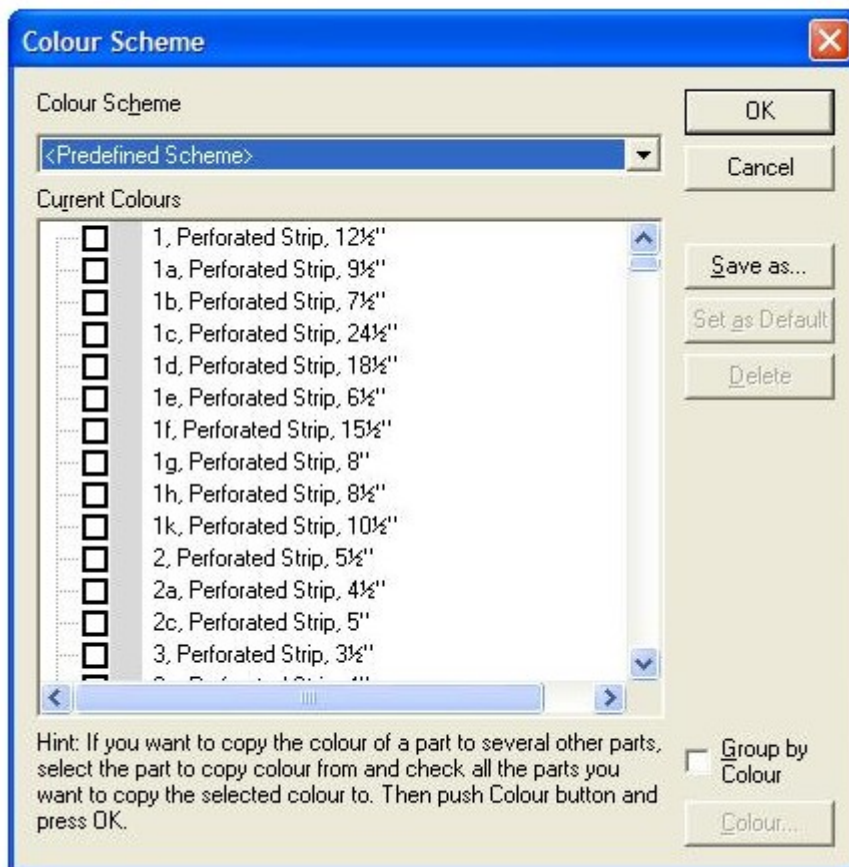 Colour Scheme
Colour Scheme
<Predefined Scheme>
Current Colours
1, Perforated Strip, 12½"
1a, Perforated Strip, 9½"
1b, Perforated Strip, 7½"
1c, Perforated Strip, 24½"
1d, Perforated Strip, 18½"
1e, Perforated Strip, 6½"
1f, Perforated Strip, 15½"
1g, Perforated Strip, 8"
1h, Perforated Strip, 8½"
1k, Perforated Strip, 10½"
2, Perforated Strip, 5½"
2a, Perforated Strip, 4½"
2c, Perforated Strip, 5"
3, Perforated Strip, 3½"
OK
Cancel
Save as...
Set as Default
Delete
Hint: If you want to copy the colour of a part to several other parts,
select the part to copy colour from and check all the parts you
want to copy the selected colour to. Then push Colour button and
press OK.
Group by
Colour
Colour...